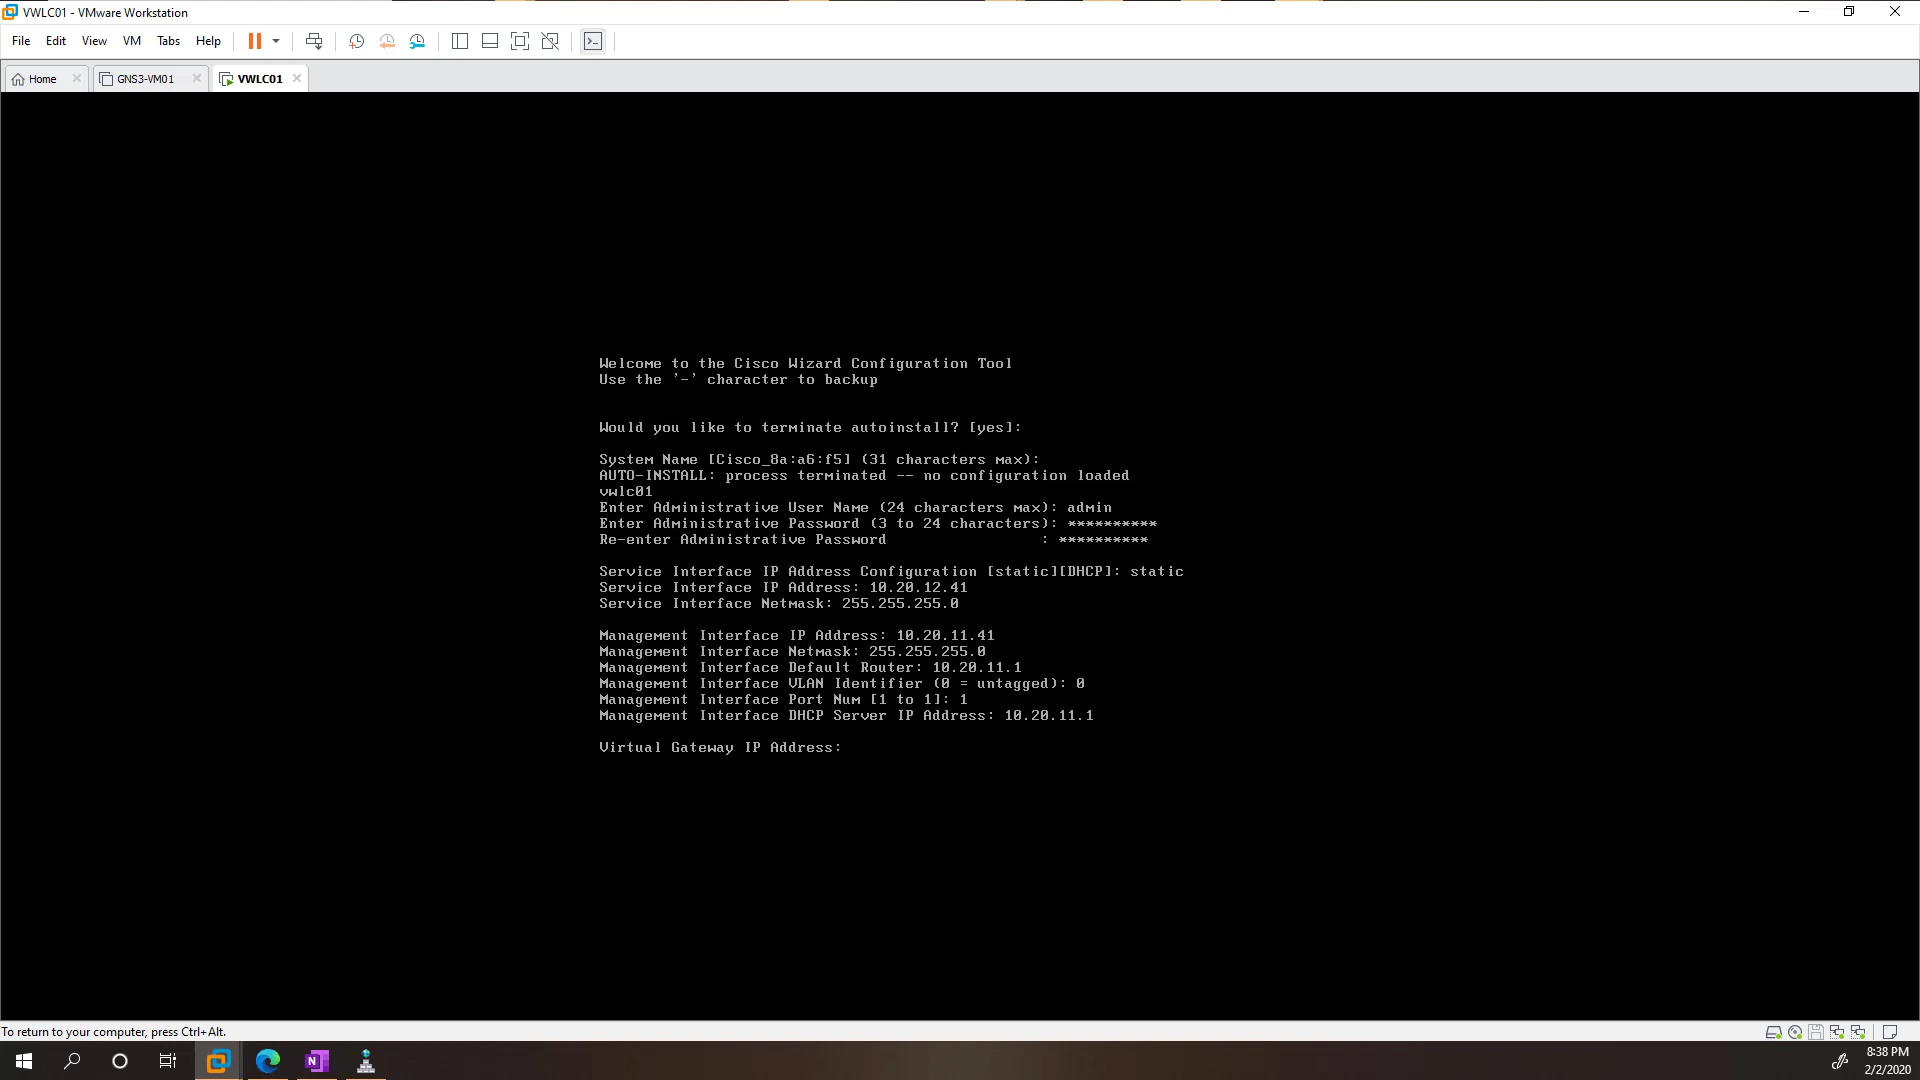 VWLC01 - VMware Workstation
File Edit View VM Tabs Help
Home GNS3-VM01 VWLC01
Welcome to the Cisco Wizard Configuration Tool
Use the '-' character to backup
Would you like to terminate autoinstall? [yes]:
System Name [Cisco_8a:a6:f5] (31 characters max):
AUTO-INSTALL: process terminated -- no configuration loaded
vwlc01
Enter Administrative User Name (24 characters max): admin
Enter Administrative Password (3 to 24 characters): **********
Re-enter Administrative Password : **********
Service Interface IP Address Configuration [static][DHCP]: static
Service Interface IP Address: 10.20.12.41
Service Interface Netmask: 255.255.255.0
Management Interface IP Address: 10.20.11.41
Management Interface Netmask: 255.255.255.0
Management Interface Default Router: 10.20.11.1
Management Interface VLAN Identifier (0 = untagged): 0
Management Interface Port Num [1 to 1]: 1
Management Interface DHCP Server IP Address: 10.20.11.1
Virtual Gateway IP Address:
To return to your computer, press Ctrl+Alt.
N
8:38 PM
2/2/2020